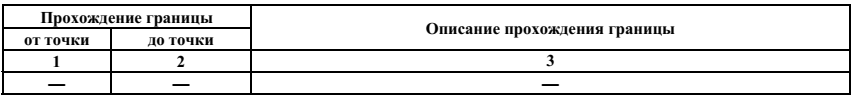 Прохождение границы Описание прохождения границы
от точки до точки
1 2 3
— — —